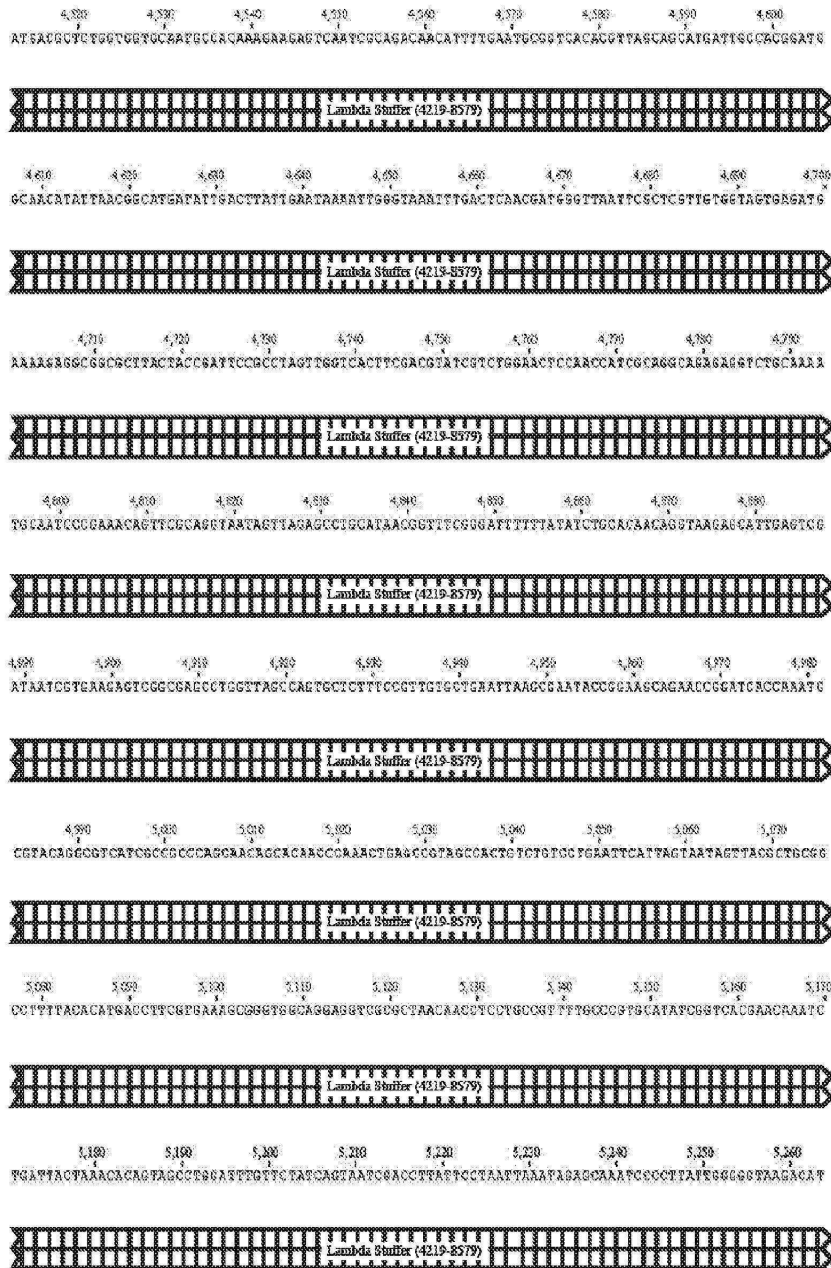 4,520 4,530 4,540 4,550 4,560 4,570 4,580 4,590 4,600
ATGACGCTCTGGTGGTGCAATGCCACAAAGAAGAGTCAATCGCAGACAACATTTTGAATGCGGTCACACGTTAGCAGCATGATTGCCACGGATG
Lambda Stuffer (4219-8579)
4,610 4,620 4,630 4,640 4,650 4,660 4,670 4,680 4,690 4,700
GCAACATATTAACGGCATGATATTGACTTATTGAATAAAATTGGGTAAATTTGACTCAACGATGGGTTAATTCGCTCGTTGTGGTAGTGAGATG
Lambda Stuffer (4219-8579)
4,710 4,720 4,730 4,740 4,750 4,760 4,770 4,780 4,790
AAAAGAGGCGGCGCTTACTACCGATTCCGCCTAGTTGGTCACTTCGACGTATCGTCTGGAACTCCAACCATCGCAGGCAGAGAGGTCTGCAAAA
Lambda Stuffer (4219-8579)
4,800 4,810 4,820 4,830 4,840 4,850 4,860 4,870 4,880
TGCAATCCCGAAACAGTTCGCAGGTAATAGTTAGAGCCTGCATAACGGTTTCGGGATTTTTTATATCTGCACAACAGGTAAGAGCATTGAGTCG
Lambda Stuffer (4219-8579)
4,890 4,900 4,910 4,920 4,930 4,940 4,950 4,960 4,970 4,980
ATAATCGTGAAGAGTCGGCGAGCCTGGTTAGCCAGTGCTCTTTCCGTTGTGCTGAATTAAGCGAATACCGGAAGCAGAACCGGATCACCAAATG
Lambda Stuffer (4219-8579)
4,990 5,000 5,010 5,020 5,030 5,040 5,050 5,060 5,070
CGTACAGGCGTCATCGCCGCCCAGCAACAGCACAACCCAAACTGAGCCGTAGCCACTGTCTGTCCTGAATTCATTAGTAATAGTTACGCTGCGG
Lambda Stuffer (4219-8579)
5,080 5,090 5,100 5,110 5,120 5,130 5,140 5,150 5,160 5,170
CCTTTTACACATGACCTTCGTGAAAGCGGGTGGCAGGAGGTCGCGCTAACAACCTCCTGCCGTTTTGCCCGTGCATATCGGTCACGAACAAATC
Lambda Stuffer (4219-8579)
5,180 5,190 5,200 5,210 5,220 5,230 5,240 5,250 5,260
TGATTACTAAACACAGTAGCCTGGATTTGTTCTATCAGTAATCGACCTTATTCCTAATTAAATAGAGCAAATCCCCTTATTGGGGGTAAGACAT
Lambda Stuffer (4219-8579)